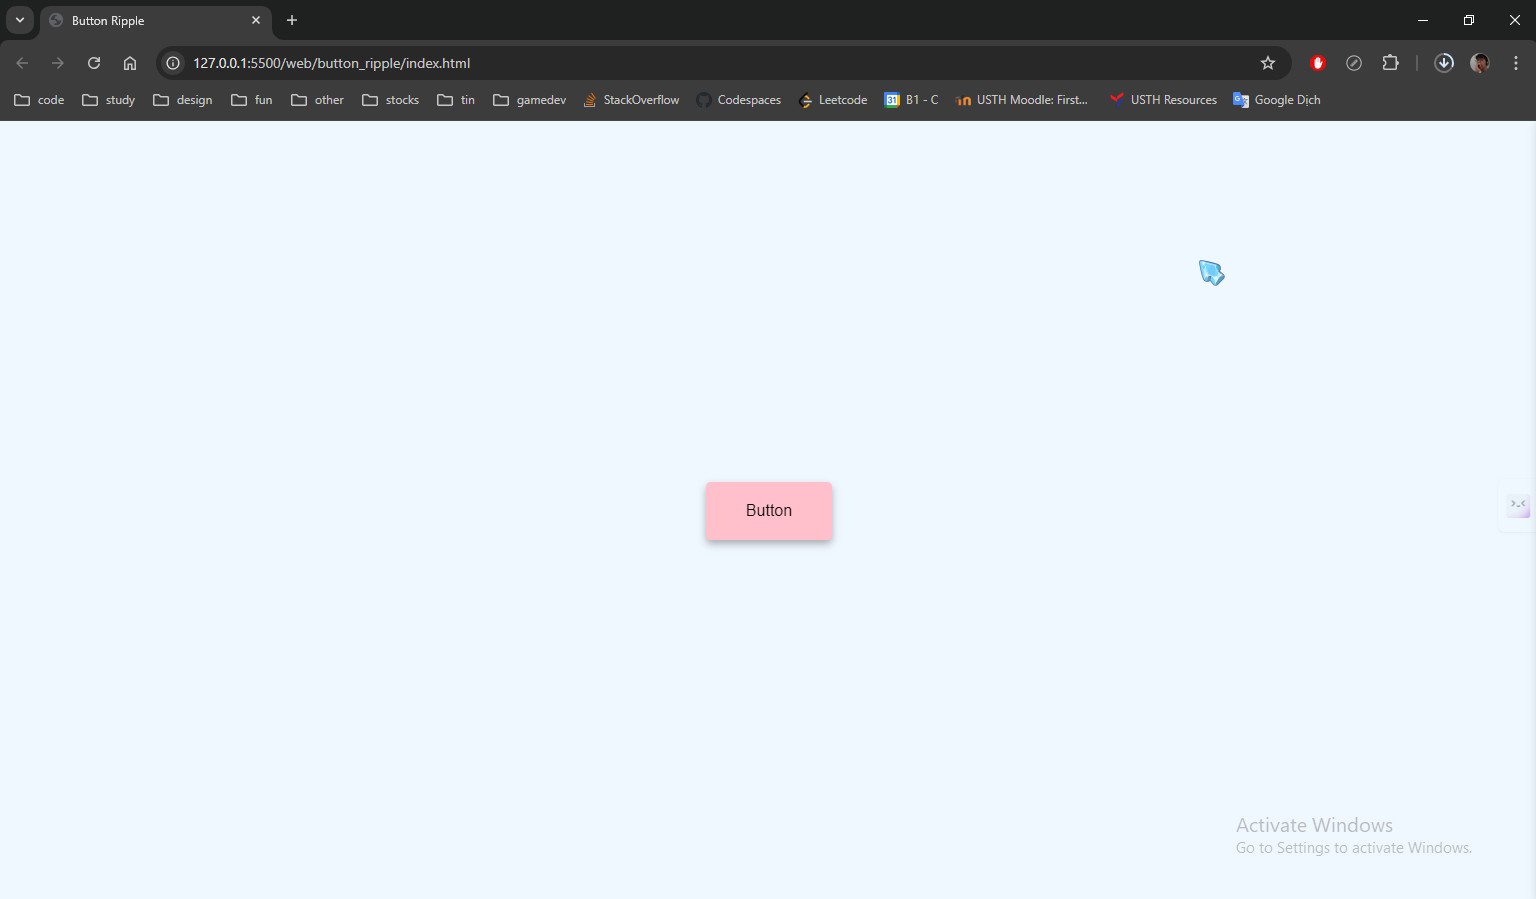 Button Ripple
127.0.0.1:5500/web/button_ripple/index.html
code study design fun other stocks tin gamedev StackOverflow Codespaces Leetcode 31 B1 - C USTH Moodle: First... USTH Resources Google Dịch
Button
>_<
Activate Windows
Go to Settings to activate Windows.